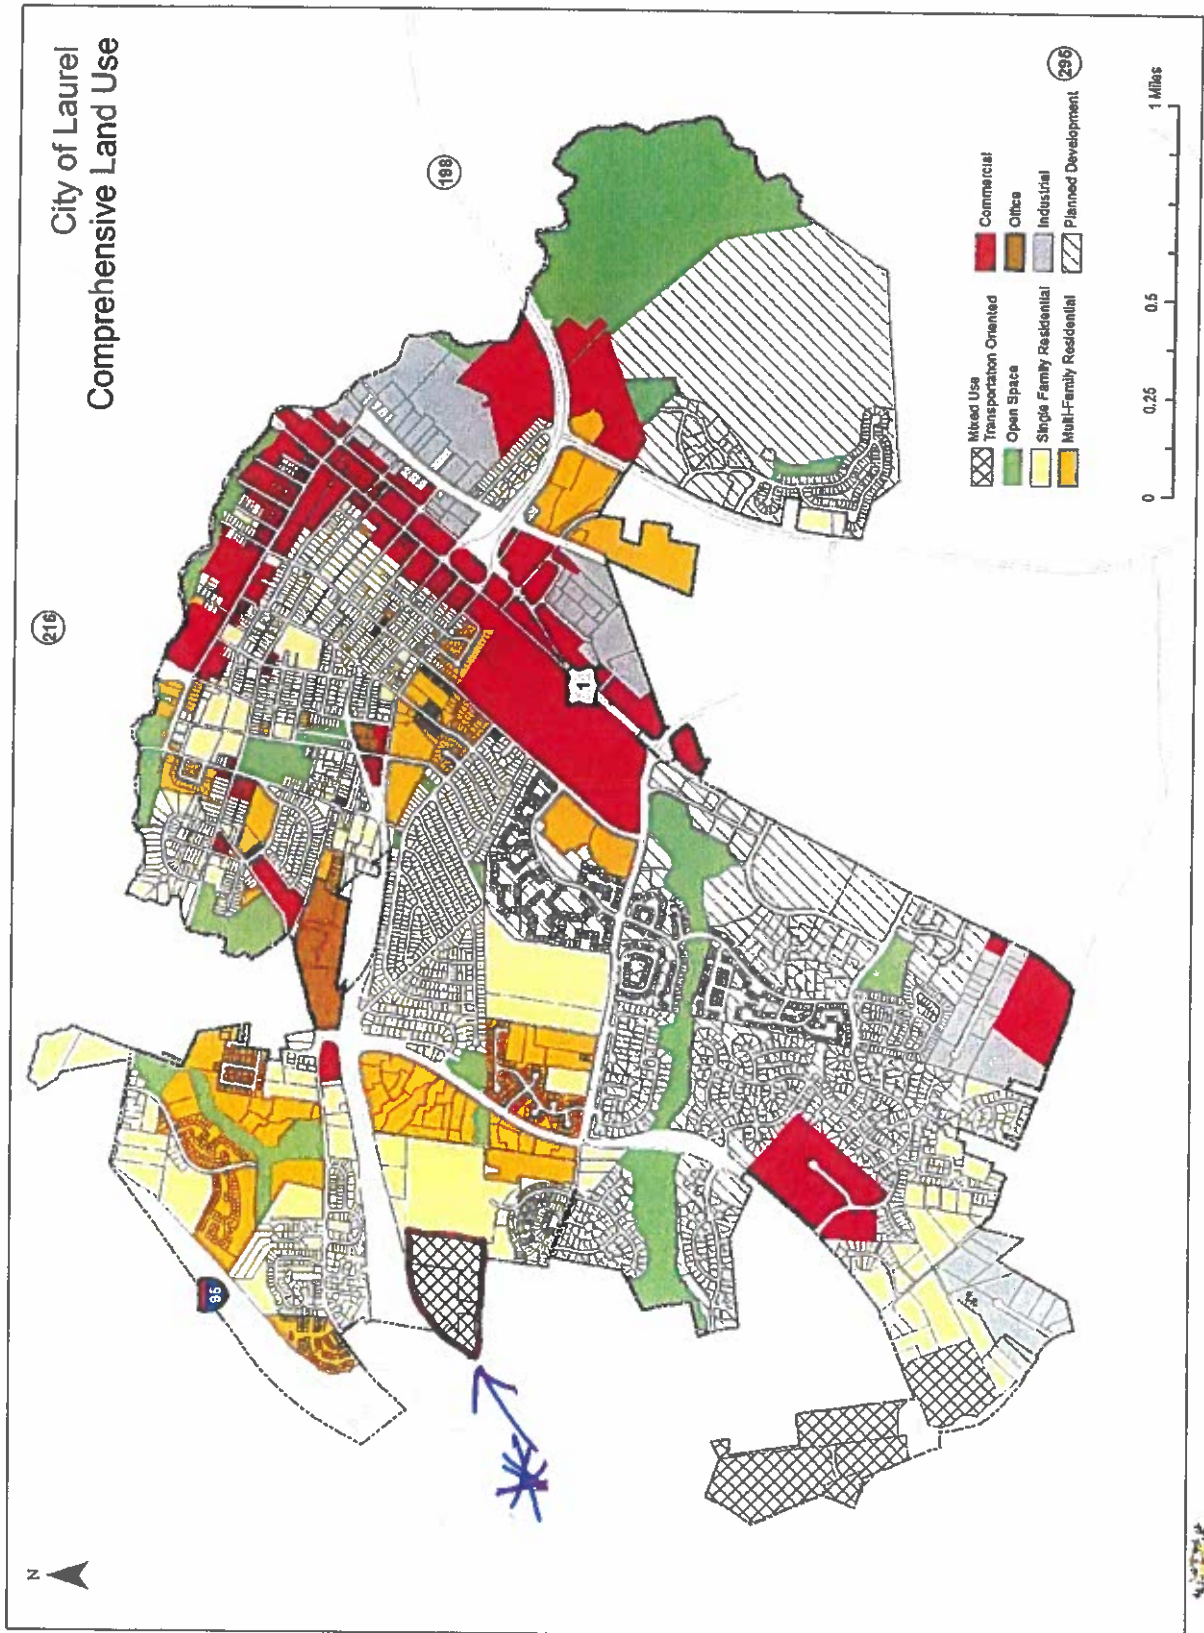 City of Laurel
Comprehensive Land Use
N
216
198
95
1
295
Mixed Use
Transportation Oriented
Open Space
Single Family Residential
Multi-Family Residential
Commercial
Office
Industrial
Planned Development
0
0.25
0.5
1 Miles